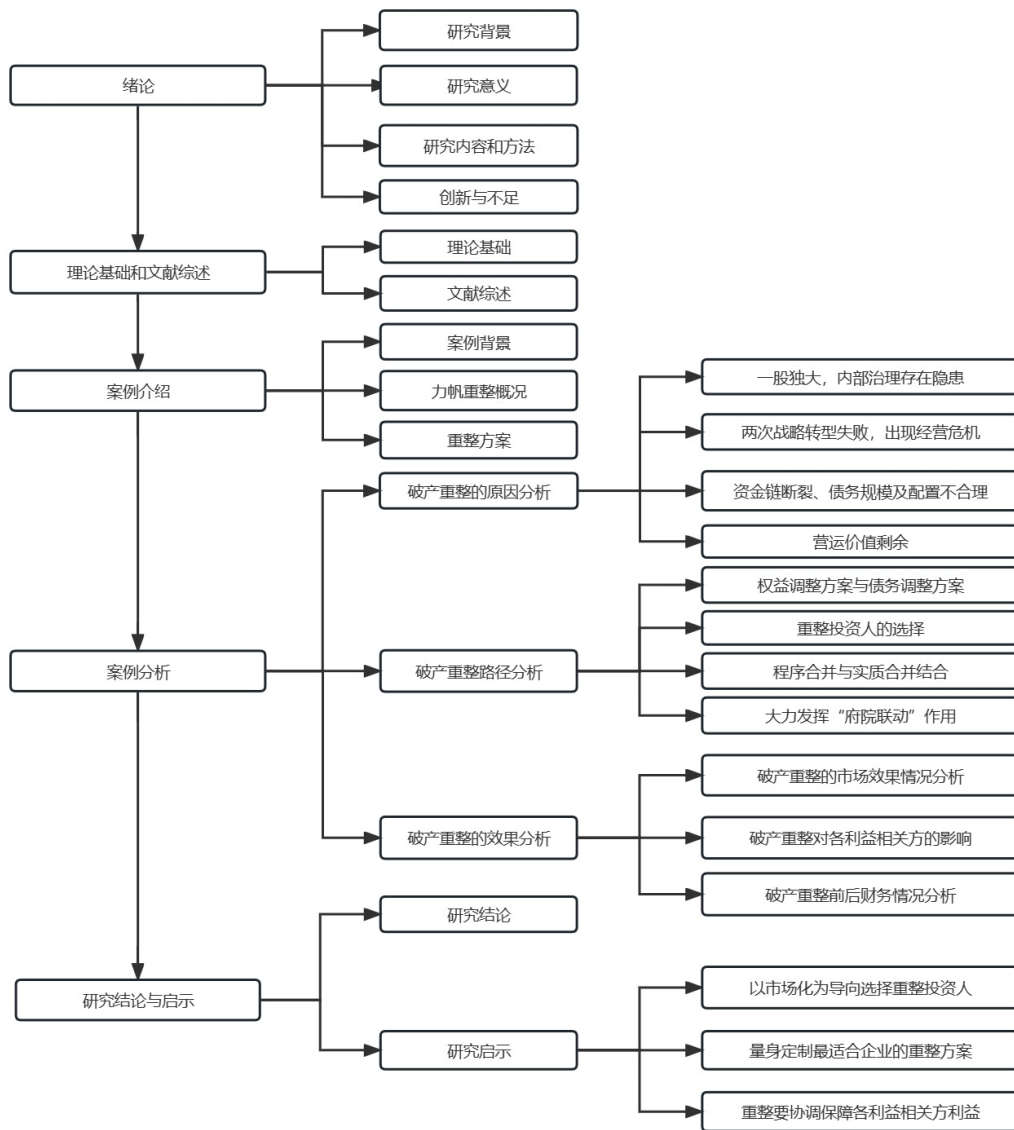 绪论
研究背景
研究意义
研究内容和方法
创新与不足
理论基础和文献综述
理论基础
文献综述
案例介绍
案例背景
力帆重整概况
重整方案
案例分析
破产重整的原因分析
一股独大，内部治理存在隐患
两次战略转型失败，出现经营危机
资金链断裂、债务规模及配置不合理
营运价值剩余
破产重整路径分析
权益调整方案与债务调整方案
重整投资人的选择
程序合并与实质合并结合
大力发挥“府院联动”作用
破产重整的效果分析
破产重整的市场效果情况分析
破产重整对各利益相关方的影响
破产重整前后财务情况分析
研究结论与启示
研究结论
研究启示
以市场化为导向选择重整投资人
量身定制最适合企业的重整方案
重整要协调保障各利益相关方利益